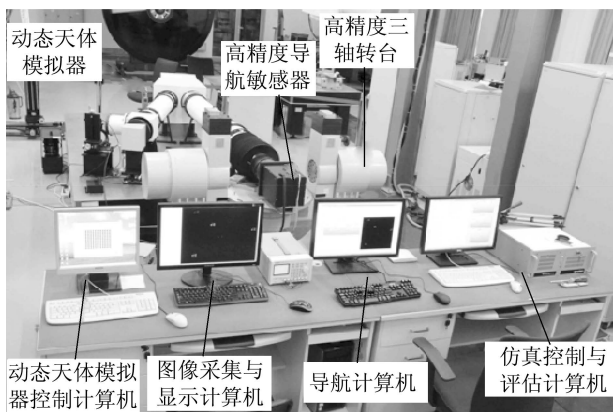 动态天体
模拟器
高精度导
航敏感器
高精度三
轴转台
动态天体模拟
器控制计算机
图像采集与
显示计算机
导航计算机
仿真控制与
评估计算机